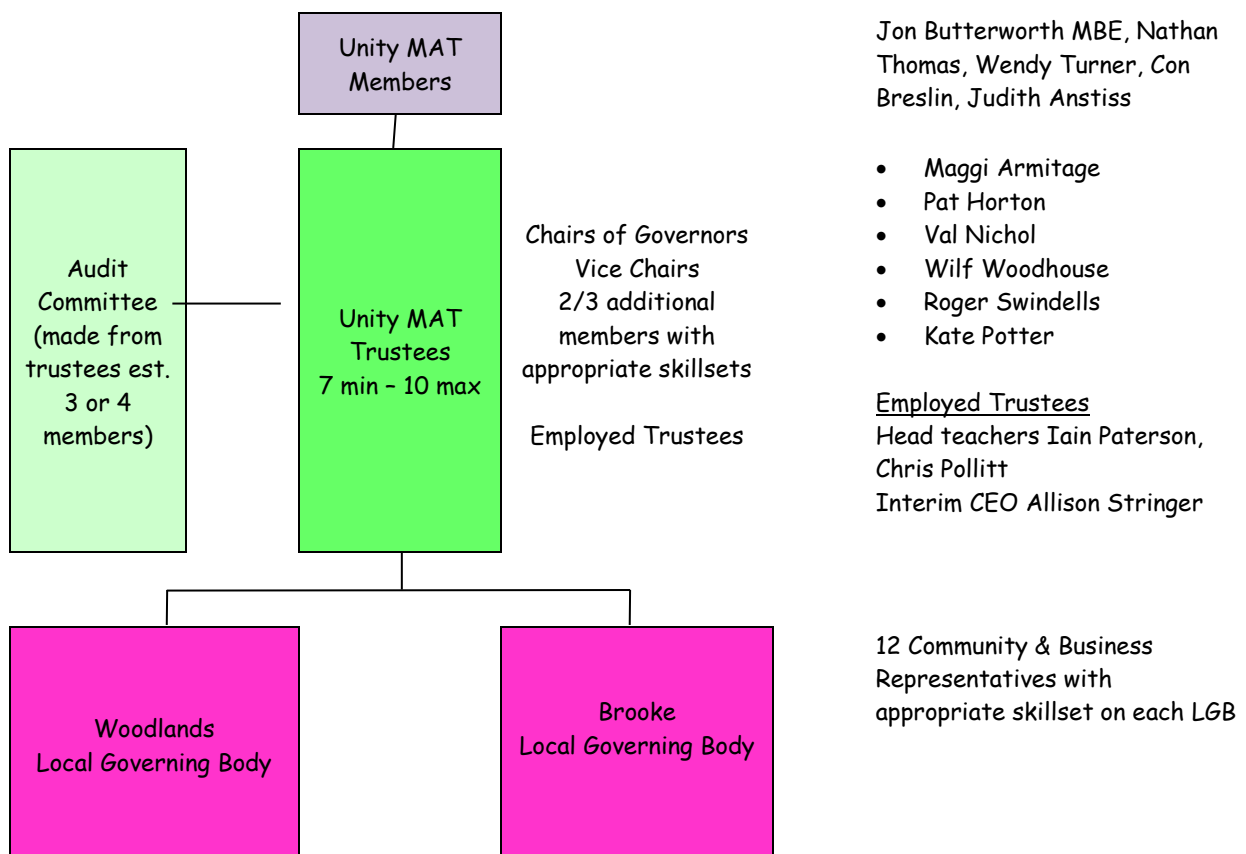 Unity MAT
Members
Jon Butterworth MBE, Nathan
Thomas, Wendy Turner, Con
Breslin, Judith Anstiss
Audit
Committee
(made from
trustees est.
3 or 4
members)
Unity MAT
Trustees
7 min – 10 max
Chairs of Governors
Vice Chairs
2/3 additional
members with
appropriate skillsets
Employed Trustees
• Maggi Armitage
• Pat Horton
• Val Nichol
• Wilf Woodhouse
• Roger Swindells
• Kate Potter
Employed Trustees
Head teachers Iain Paterson,
Chris Pollitt
Interim CEO Allison Stringer
Woodlands
Local Governing Body
Brooke
Local Governing Body
12 Community & Business
Representatives with
appropriate skillset on each LGB